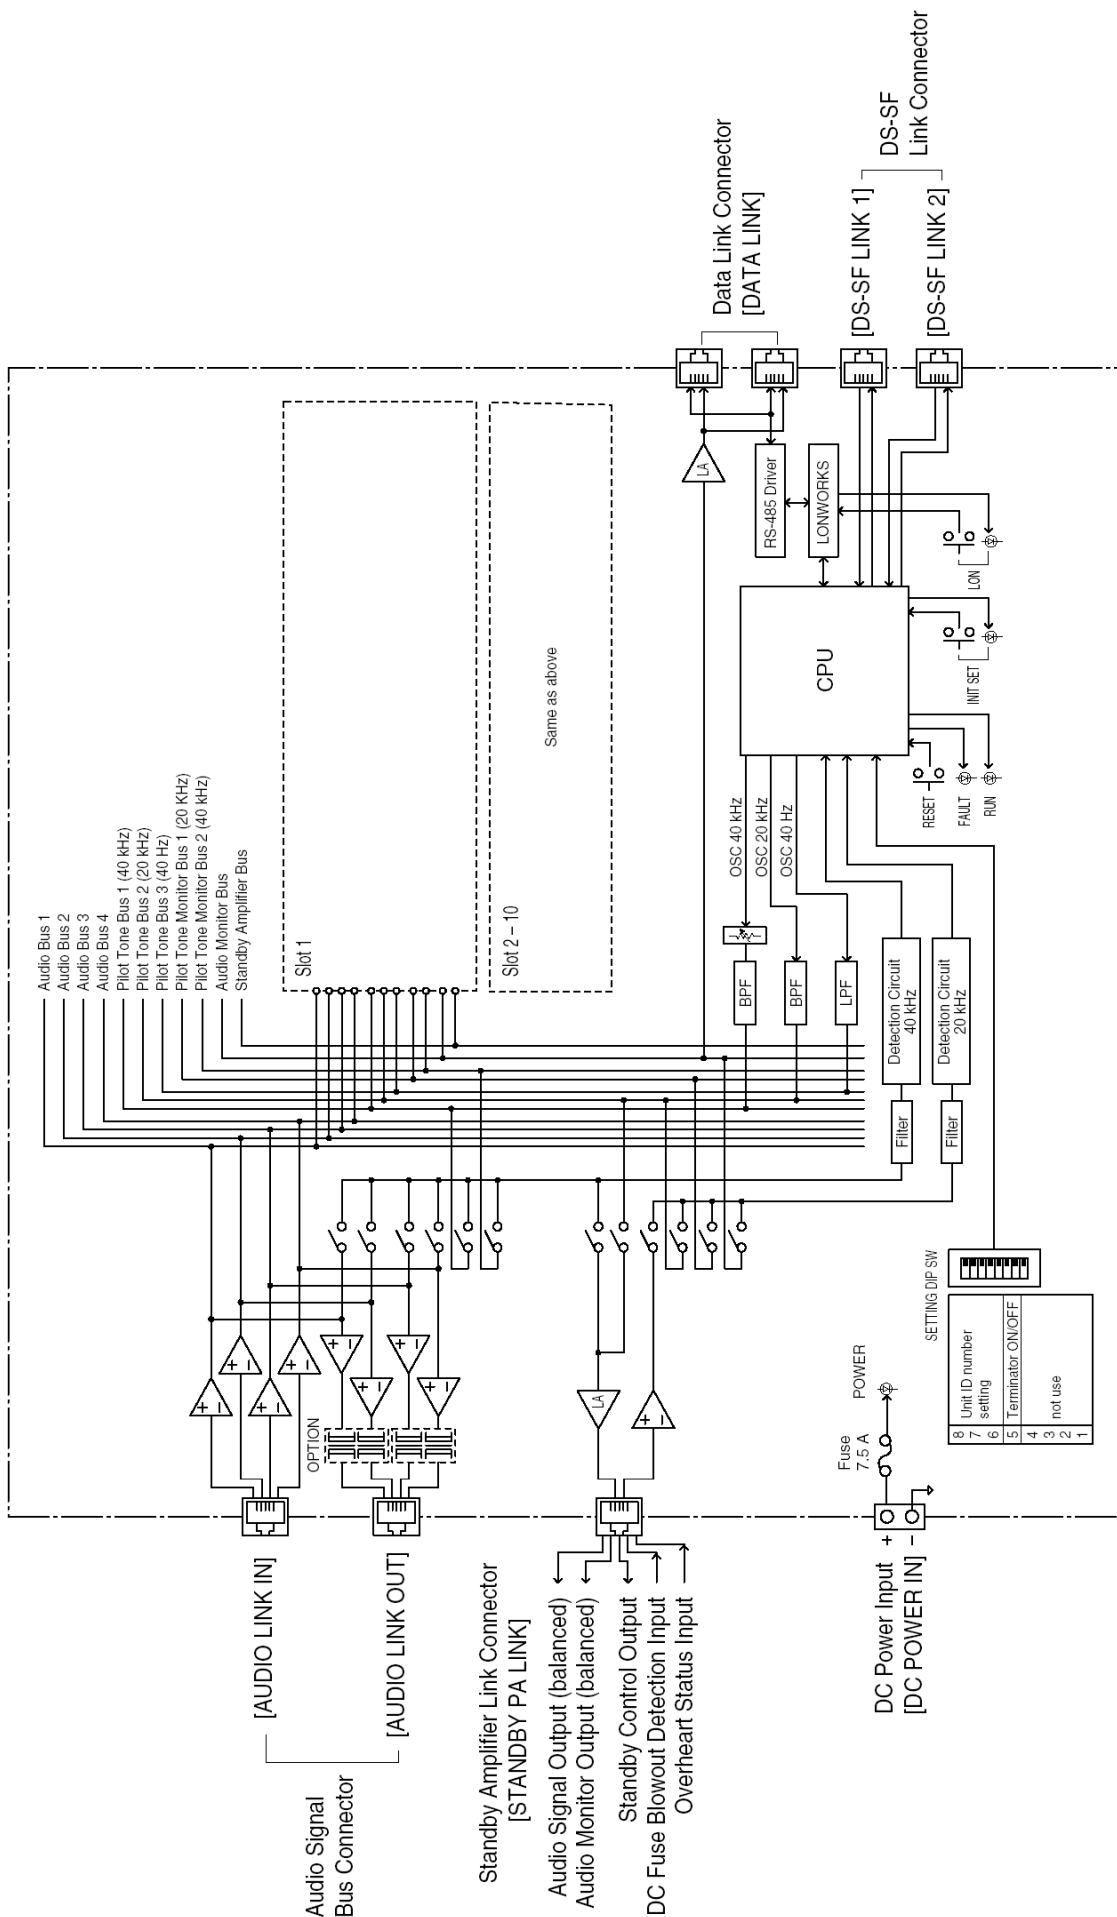 Audio Signal
Bus Connector
[AUDIO LINK IN]
[AUDIO LINK OUT]
OPTION
Standby Amplifier Link Connector
[STANDBY PA LINK]
Audio Signal Output (balanced)
Audio Monitor Output (balanced)
Standby Control Output
DC Fuse Blowout Detection Input
Overheart Status Input
DC Power Input
[DC POWER IN]
+
−
Fuse
7.5 A
POWER
SETTING DIP SW
8
7
6
Unit ID number
setting
5
Terminator ON/OFF
4
3
2
1
not use
+
−
+
−
+
−
+
−
+
−
+
−
+
−
+
−
LA
+
−
Audio Bus 1
Audio Bus 2
Audio Bus 3
Audio Bus 4
Pilot Tone Bus 1 (40 kHz)
Pilot Tone Bus 2 (20 kHz)
Pilot Tone Bus 3 (40 Hz)
Pilot Tone Monitor Bus 1 (20 KHz)
Pilot Tone Monitor Bus 2 (40 kHz)
Audio Monitor Bus
Standby Amplifier Bus
Slot 1
Slot 2 – 10
Same as above
Filter
Filter
Detection Circuit
40 kHz
Detection Circuit
20 kHz
BPF
BPF
LPF
OSC 40 kHz
OSC 20 kHz
OSC 40 Hz
CPU
RESET
FAULT
RUN
INIT SET
LON
LA
RS-485 Driver
LONWORKS
Data Link Connector
[DATA LINK]
[DS-SF LINK 1]
[DS-SF LINK 2]
DS-SF
Link Connector